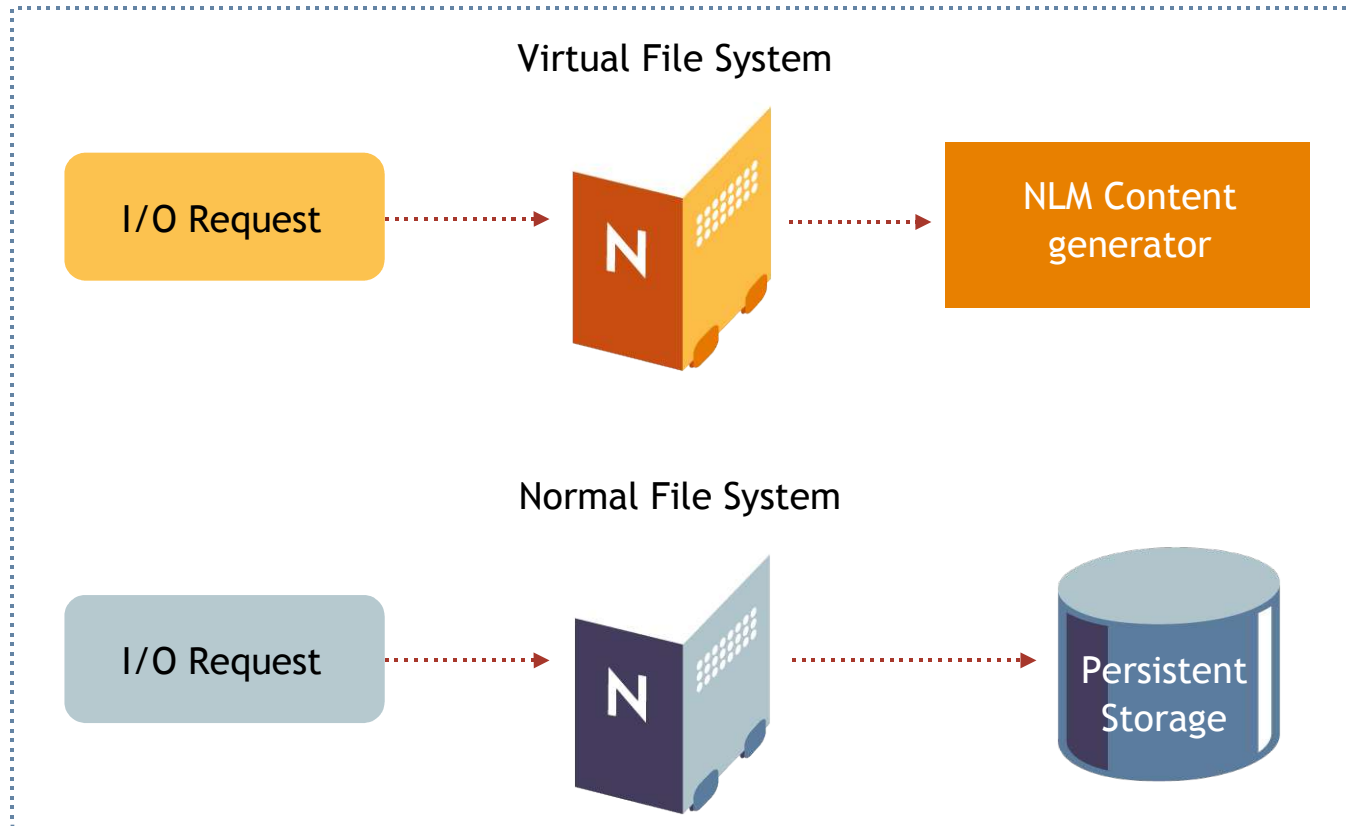 Virtual File System
I/O Request
N
NLM Content
generator
Normal File System
I/O Request
N
Persistent
Storage